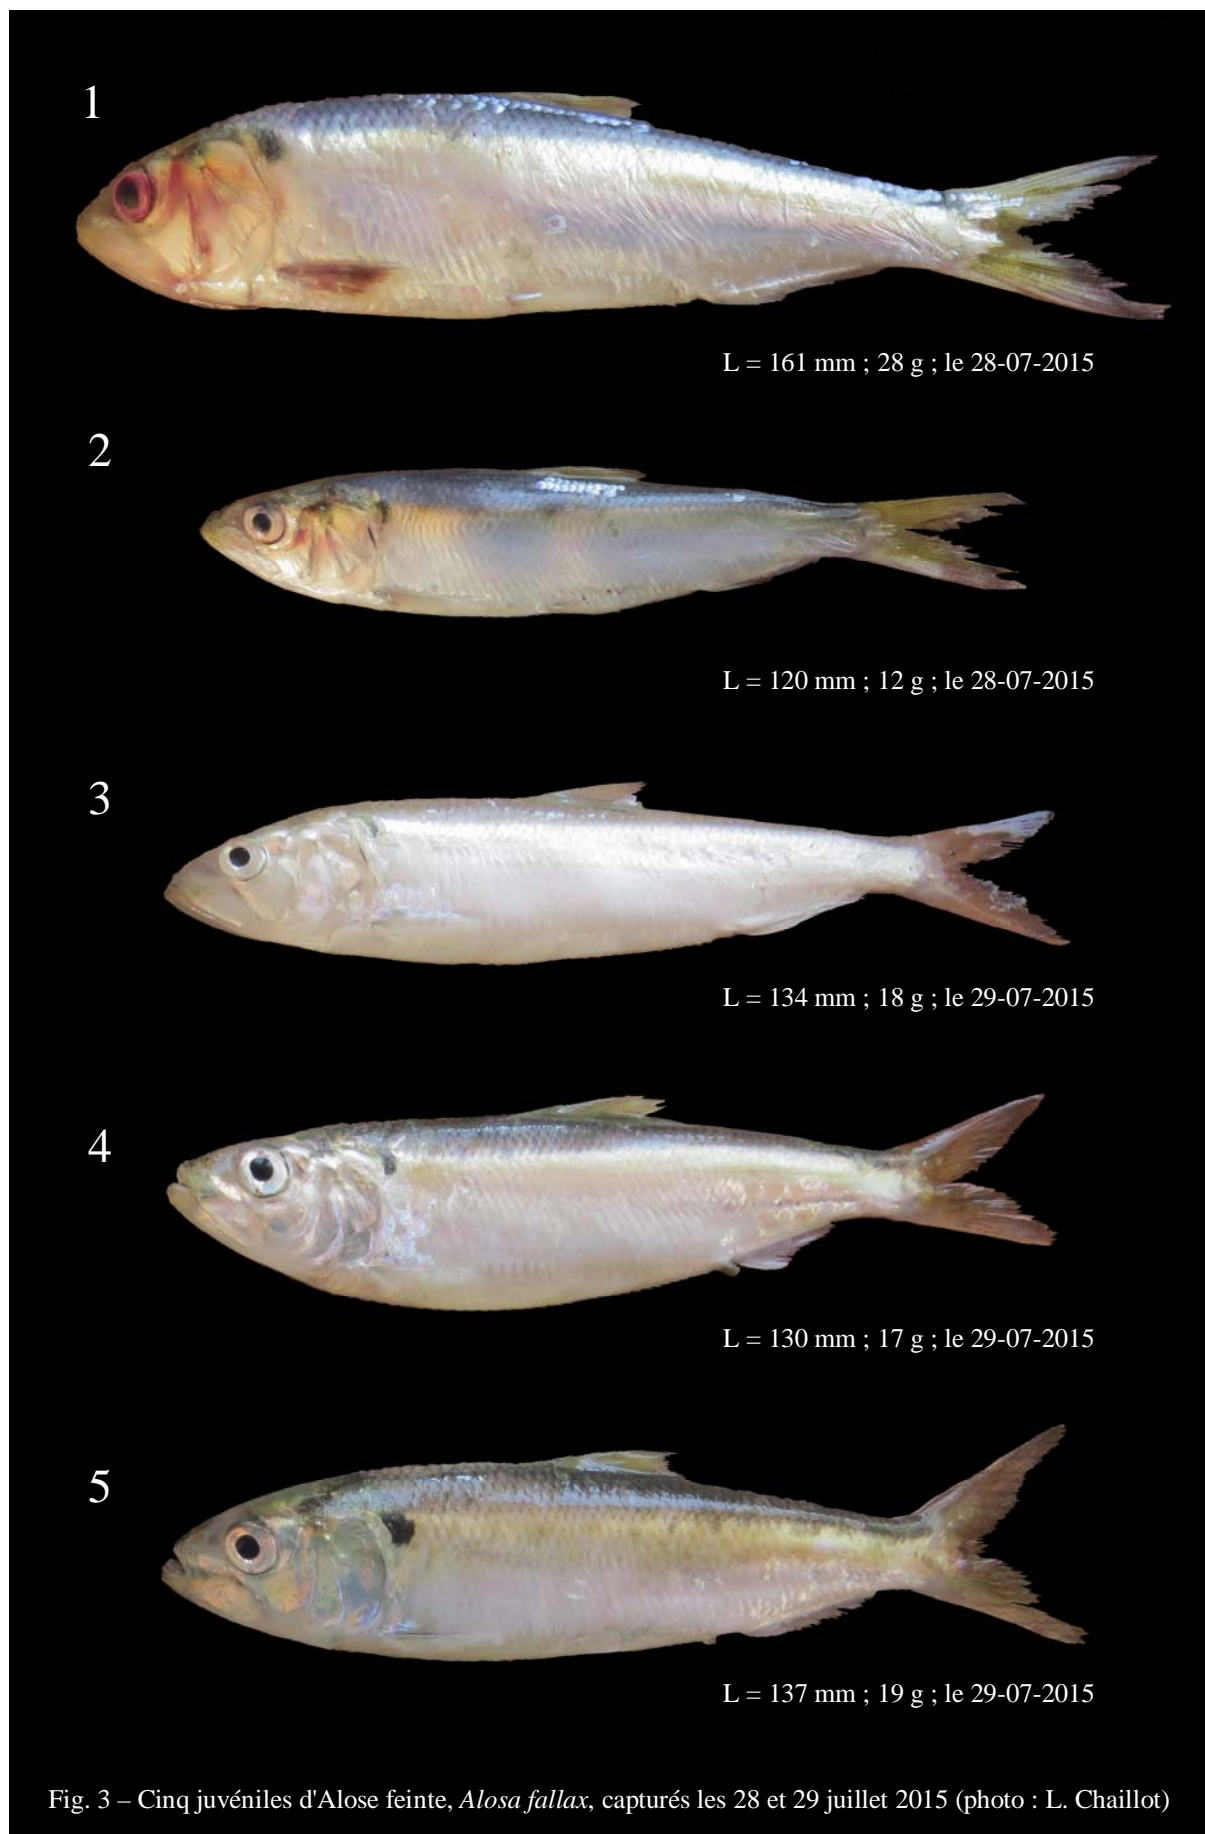 1
L = 161 mm ; 28 g ; le 28-07-2015
2
L = 120 mm ; 12 g ; le 28-07-2015
3
L = 134 mm ; 18 g ; le 29-07-2015
4
L = 130 mm ; 17 g ; le 29-07-2015
5
L = 137 mm ; 19 g ; le 29-07-2015
Fig. 3 – Cinq juvéniles d'Alose feinte, Alosa fallax, capturés les 28 et 29 juillet 2015 (photo : L. Chaillot)